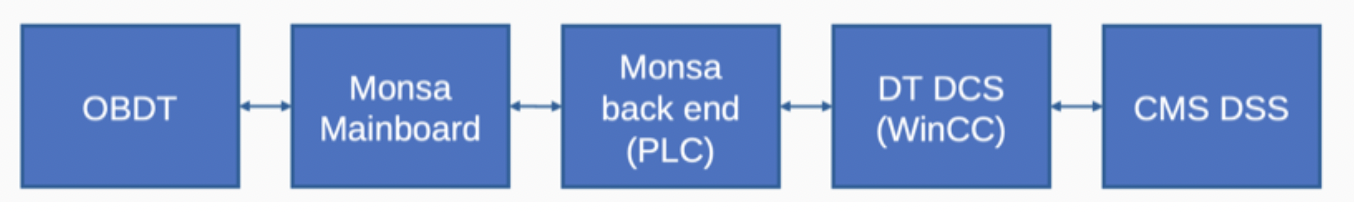 OBDT
Monsa
Mainboard
Monsa
back end
(PLC)
DT DCS
(WinCC)
CMS DSS